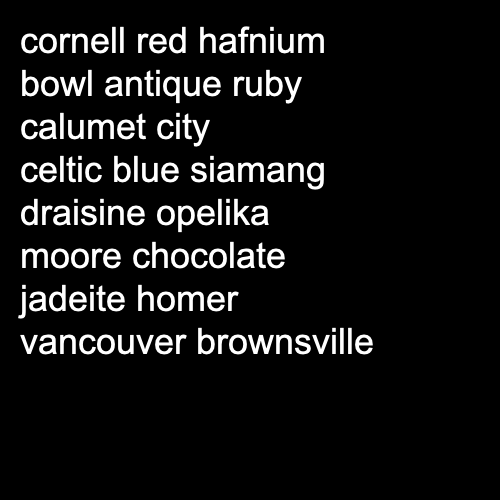 cornell red hafnium
bowl antique ruby
calumet city
celtic blue siamang
draisine opelika
moore chocolate
jadeite homer
vancouver brownsville